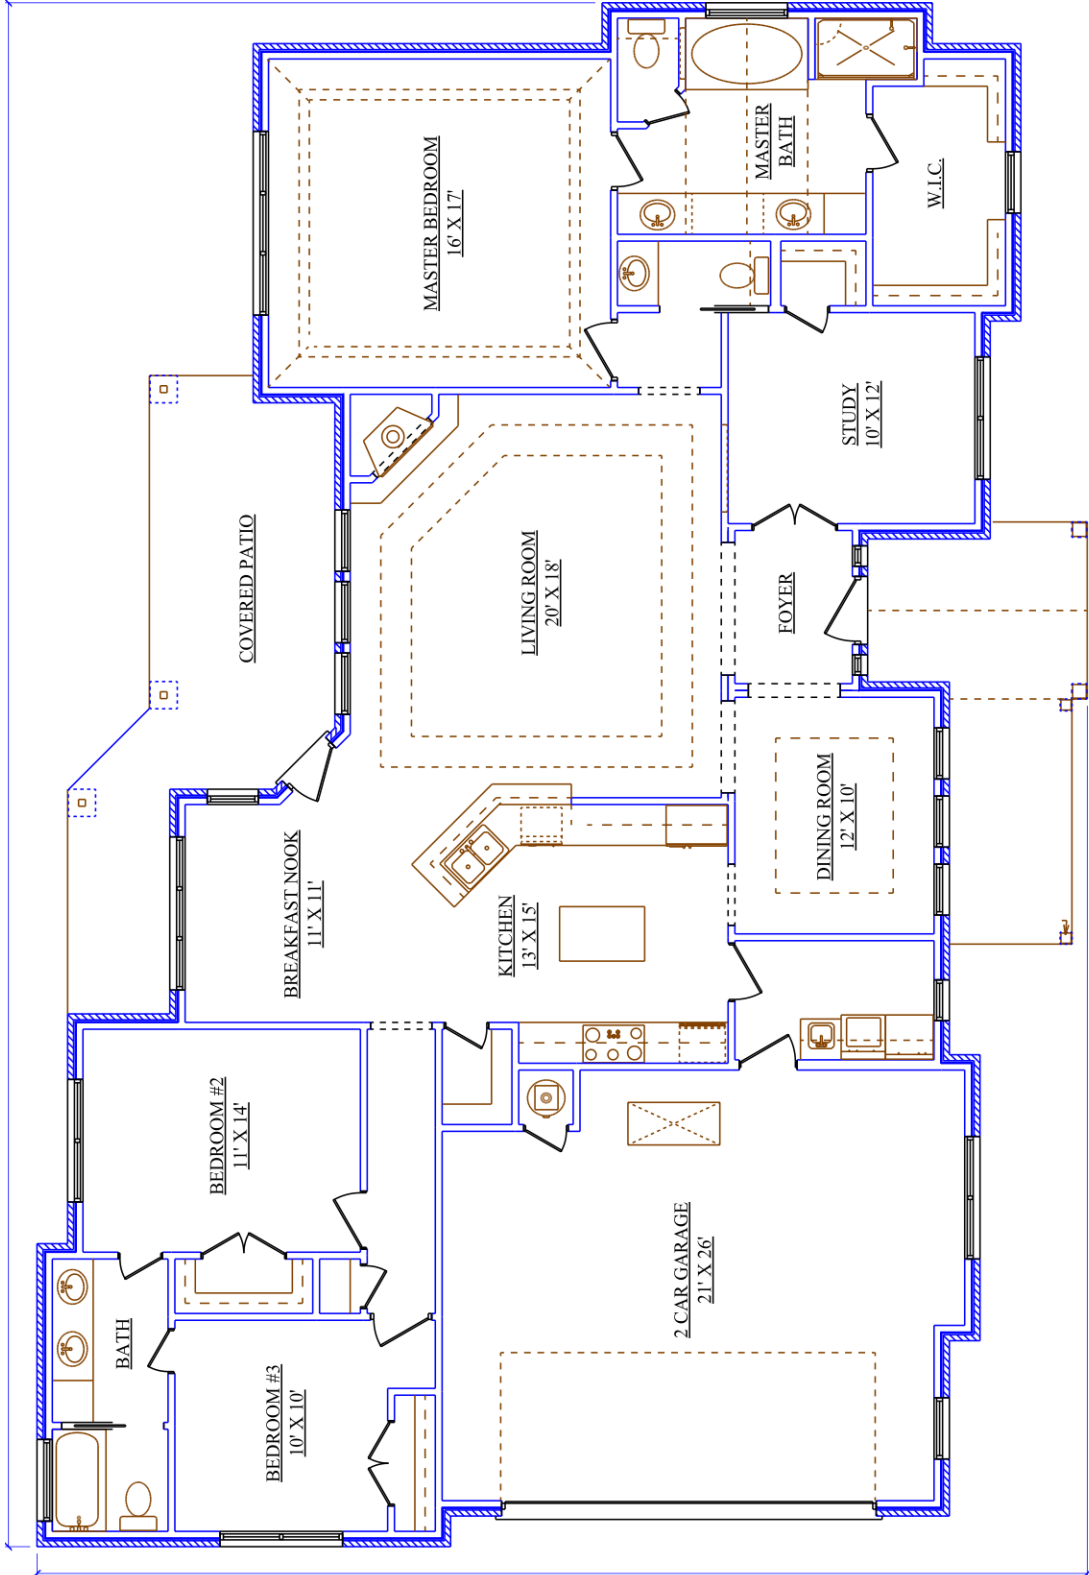 MASTER BEDROOM
16' X 17'
MASTER
BATH
W.I.C.
STUDY
10' X 12'
COVERED PATIO
LIVING ROOM
20' X 18'
FOYER
BREAKFAST NOOK
11' X 11'
KITCHEN
13' X 15'
DINING ROOM
12' X 10'
BEDROOM #2
11' X 14'
2 CAR GARAGE
21' X 26'
BATH
BEDROOM #3
10' X 10'